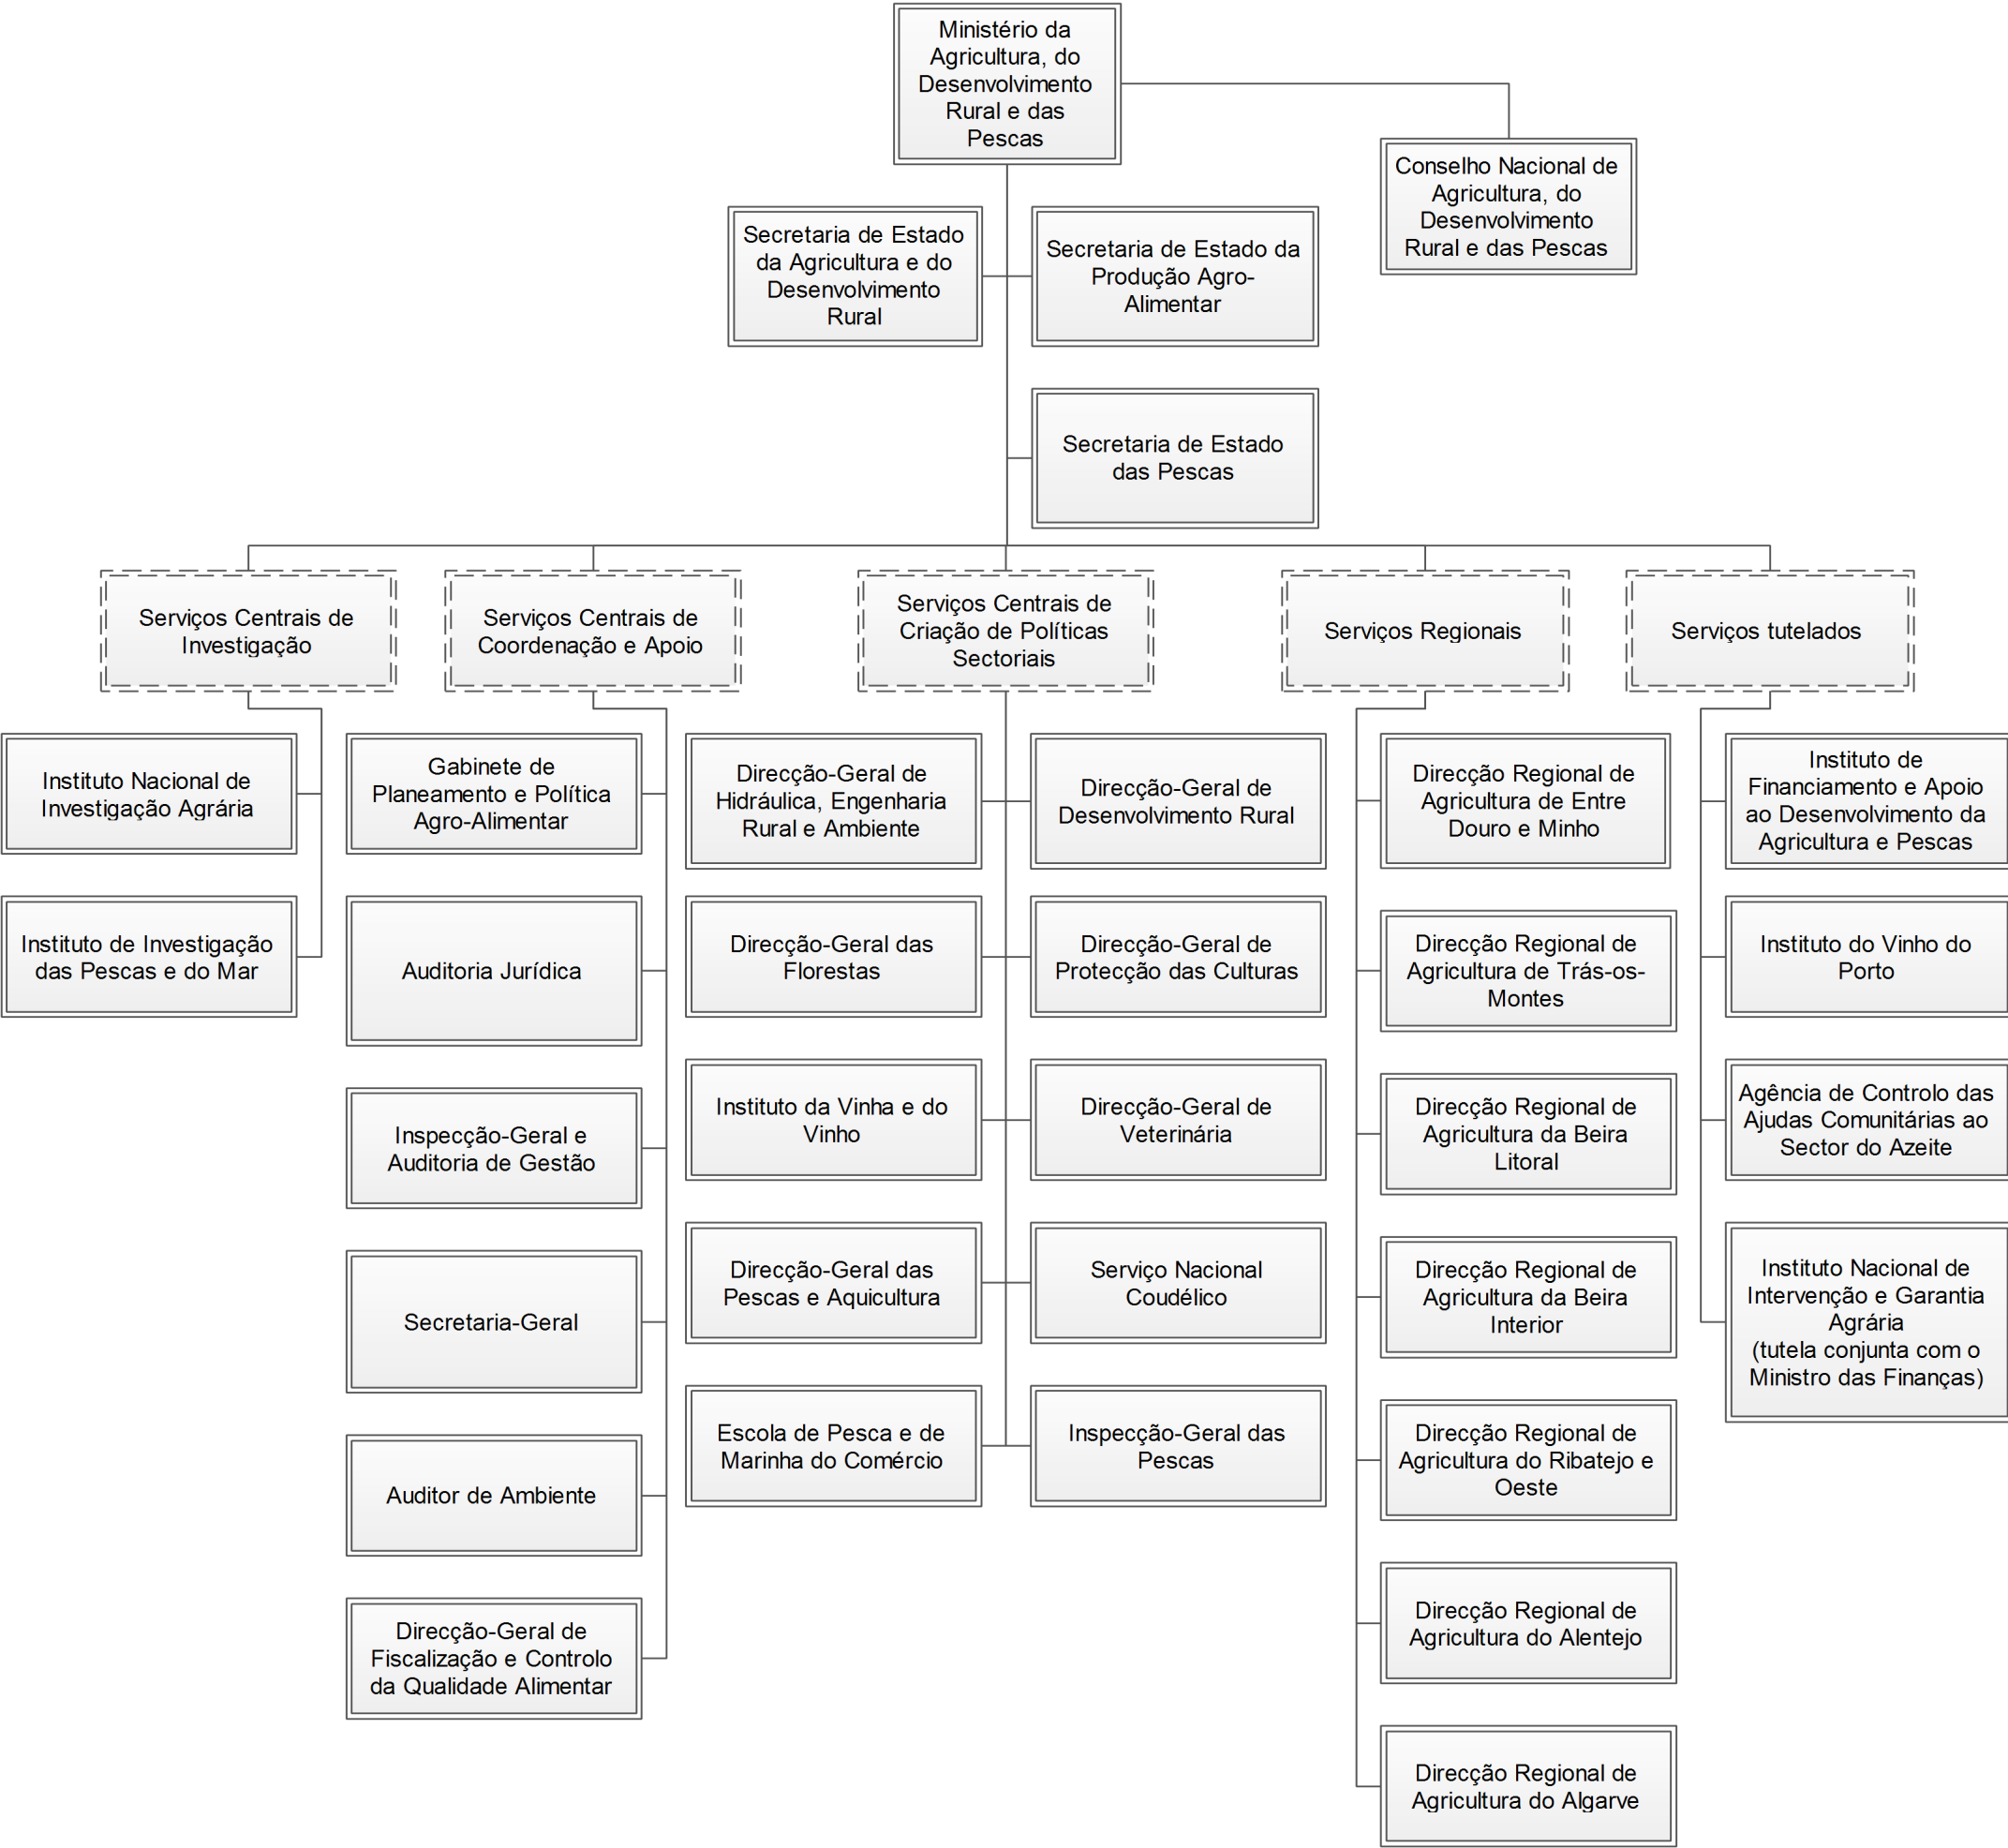 Ministério da
Agricultura, do
Desenvolvimento
Rural e das
Pescas
Conselho Nacional de
Agricultura, do
Desenvolvimento
Rural e das Pescas
Secretaria de Estado
da Agricultura e do
Desenvolvimento
Rural
Secretaria de Estado da
Produção Agro-
Alimentar
Secretaria de Estado
das Pescas
Serviços Centrais de
Investigação
Serviços Centrais de
Coordenação e Apoio
Serviços Centrais de
Criação de Políticas
Sectoriais
Serviços Regionais
Serviços tutelados
Instituto Nacional de
Investigação Agrária
Instituto de Investigação
das Pescas e do Mar
Gabinete de
Planeamento e Política
Agro-Alimentar
Auditoria Jurídica
Inspecção-Geral e
Auditoria de Gestão
Secretaria-Geral
Auditor de Ambiente
Direcção-Geral de
Fiscalização e Controlo
da Qualidade Alimentar
Direcção-Geral de
Hidráulica, Engenharia
Rural e Ambiente
Direcção-Geral de
Desenvolvimento Rural
Direcção-Geral das
Florestas
Direcção-Geral de
Protecção das Culturas
Instituto da Vinha e do
Vinho
Direcção-Geral de
Veterinária
Direcção-Geral das
Pescas e Aquicultura
Serviço Nacional
Coudélico
Escola de Pesca e de
Marinha do Comércio
Inspecção-Geral das
Pescas
Direcção Regional de
Agricultura de Entre
Douro e Minho
Direcção Regional de
Agricultura de Trás-os-
Montes
Direcção Regional de
Agricultura da Beira
Litoral
Direcção Regional de
Agricultura da Beira
Interior
Direcção Regional de
Agricultura do Ribatejo e
Oeste
Direcção Regional de
Agricultura do Alentejo
Direcção Regional de
Agricultura do Algarve
Instituto de
Financiamento e Apoio
ao Desenvolvimento da
Agricultura e Pescas
Instituto do Vinho do
Porto
Agência de Controlo das
Ajudas Comunitárias ao
Sector do Azeite
Instituto Nacional de
Intervenção e Garantia
Agrária
(tutela conjunta com o
Ministro das Finanças)